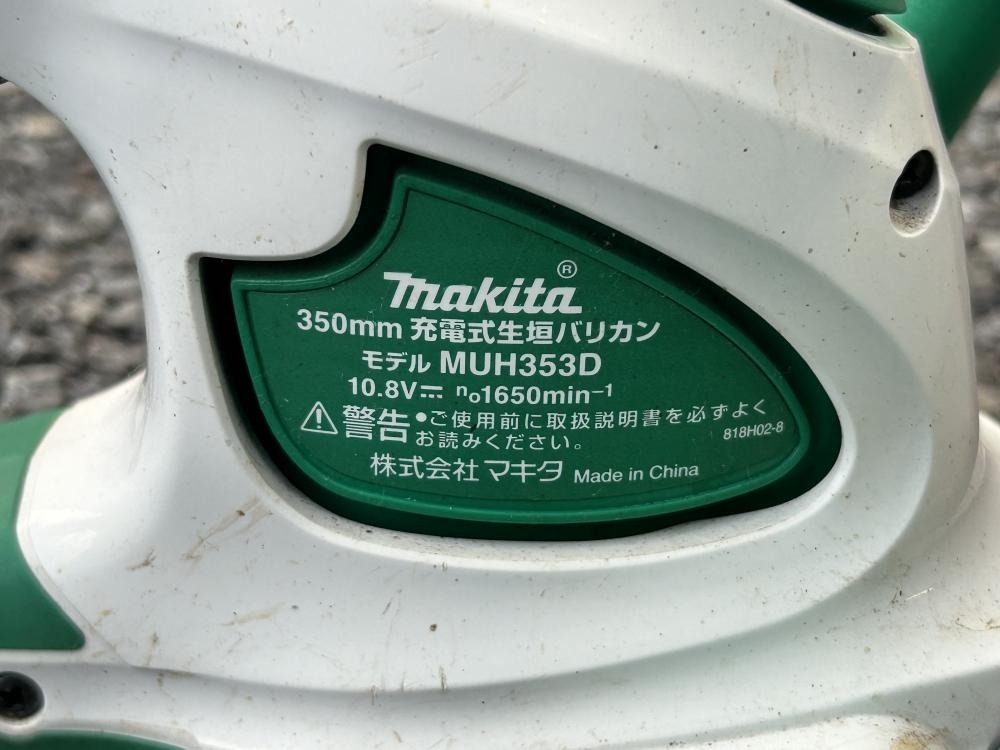 makita®
350mm 充電式生垣バリカン
モデル MUH353D
10.8V⎓ n₀1650min⁻¹
⚠警告 •ご使用前に取扱説明書を必ずよく
お読みください。
818H02-8
株式会社 マキタ Made in China